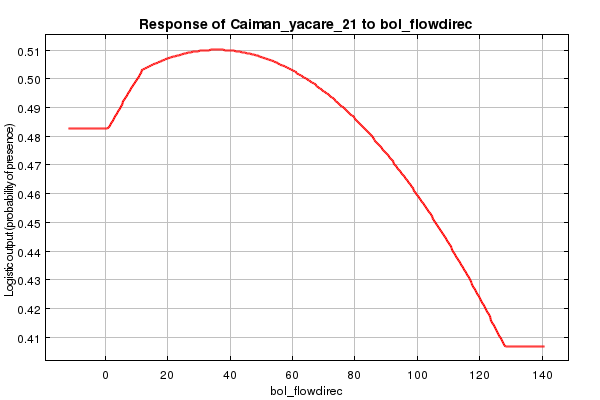 Response of Caiman_yacare_21 to bol_flowdirec
Logistic output (probability of presence)
0.51
0.50
0.49
0.48
0.47
0.46
0.45
0.44
0.43
0.42
0.41
0 20 40 60 80 100 120 140
bol_flowdirec